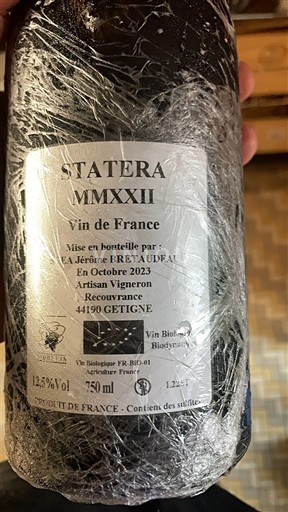 STATERA
MMXXII
Vin de France
Mise en bouteille par :
Jérôme BRETAUDEAU
En Octobre 2023
Artisan Vigneron
Recouvrance
44190 GETIGNE
Vin Biologique
Biodynamie
Vin Biologique FR-BIO-01
Agriculture France
12,5%Vol 750 ml
PRODUIT DE FRANCE - Contient des sulfites